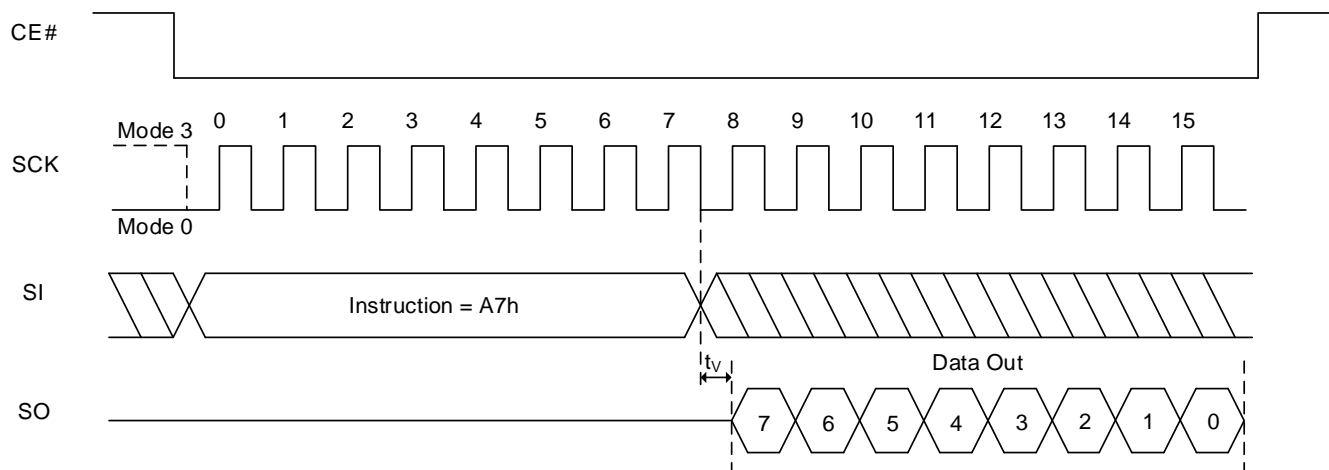 CE#
0 1 2 3 4 5 6 7 8 9 10 11 12 13 14 15
Mode 3
SCK
Mode 0
SI
Instruction = A7h
tV
Data Out
SO
7 6 5 4 3 2 1 0